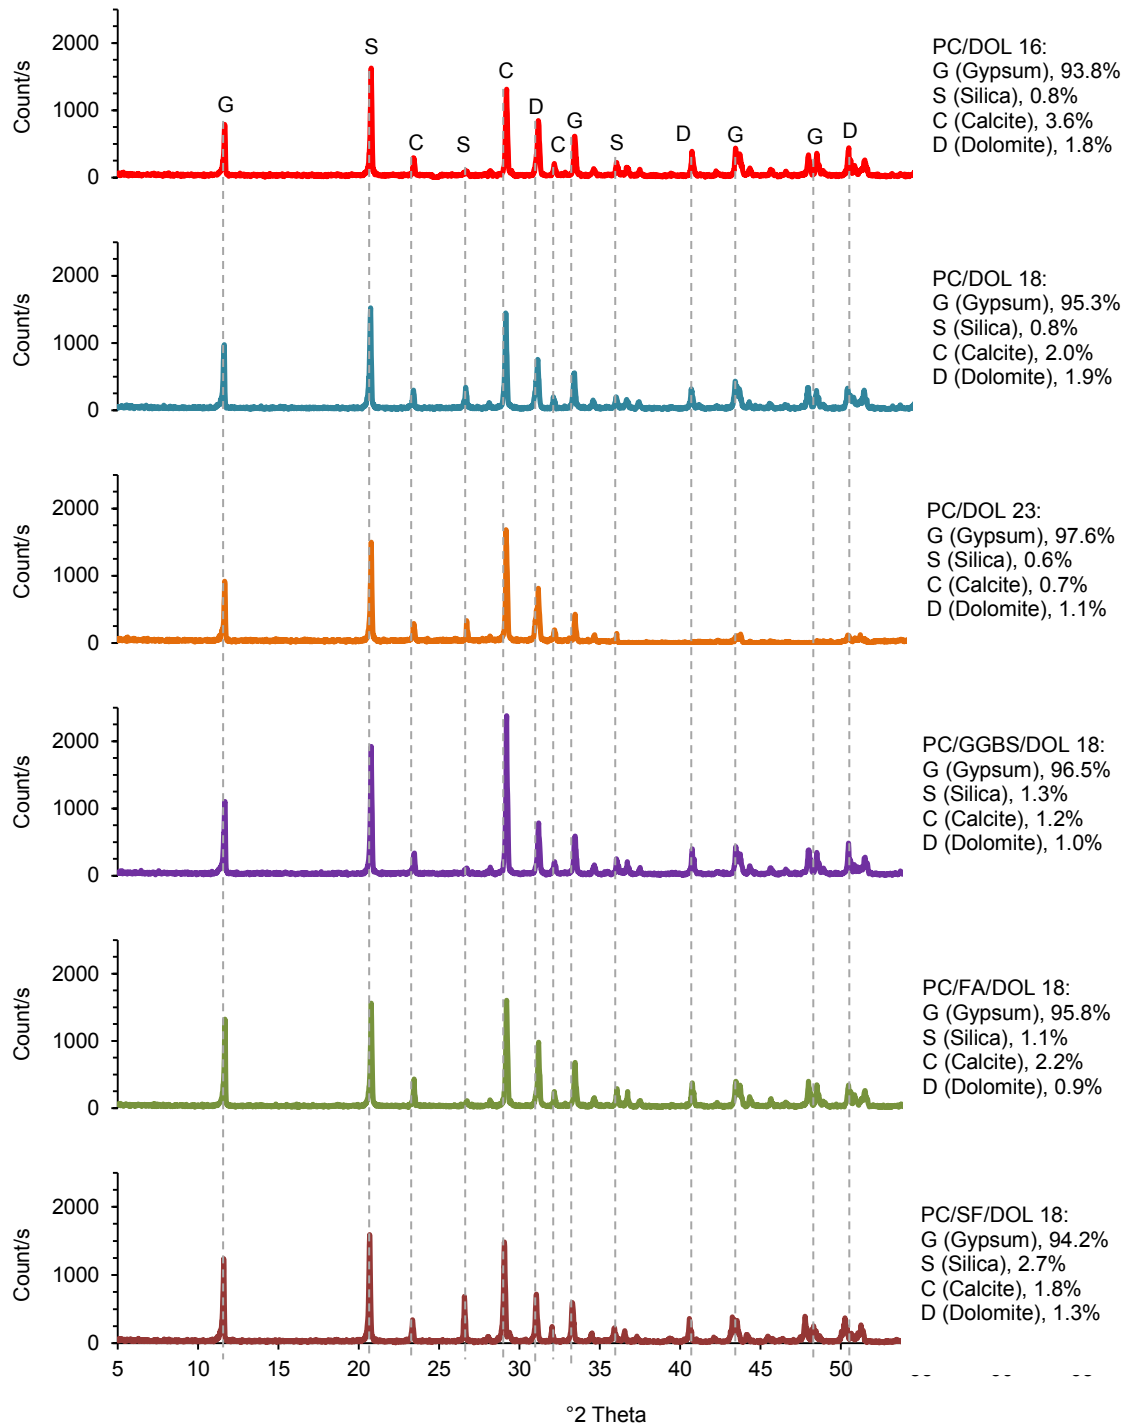 2000
1000
0
Count/s
G
S
C
S
C
D
C
G
S
D
G
G
D
PC/DOL 16:
G (Gypsum), 93.8%
S (Silica), 0.8%
C (Calcite), 3.6%
D (Dolomite), 1.8%
2000
1000
0
Count/s
PC/DOL 18:
G (Gypsum), 95.3%
S (Silica), 0.8%
C (Calcite), 2.0%
D (Dolomite), 1.9%
2000
1000
0
Count/s
PC/DOL 23:
G (Gypsum), 97.6%
S (Silica), 0.6%
C (Calcite), 0.7%
D (Dolomite), 1.1%
2000
1000
0
Count/s
PC/GGBS/DOL 18:
G (Gypsum), 96.5%
S (Silica), 1.3%
C (Calcite), 1.2%
D (Dolomite), 1.0%
2000
1000
0
Count/s
PC/FA/DOL 18:
G (Gypsum), 95.8%
S (Silica), 1.1%
C (Calcite), 2.2%
D (Dolomite), 0.9%
2000
1000
0
Count/s
PC/SF/DOL 18:
G (Gypsum), 94.2%
S (Silica), 2.7%
C (Calcite), 1.8%
D (Dolomite), 1.3%
5 10 15 20 25 30 35 40 45 50
°2 Theta